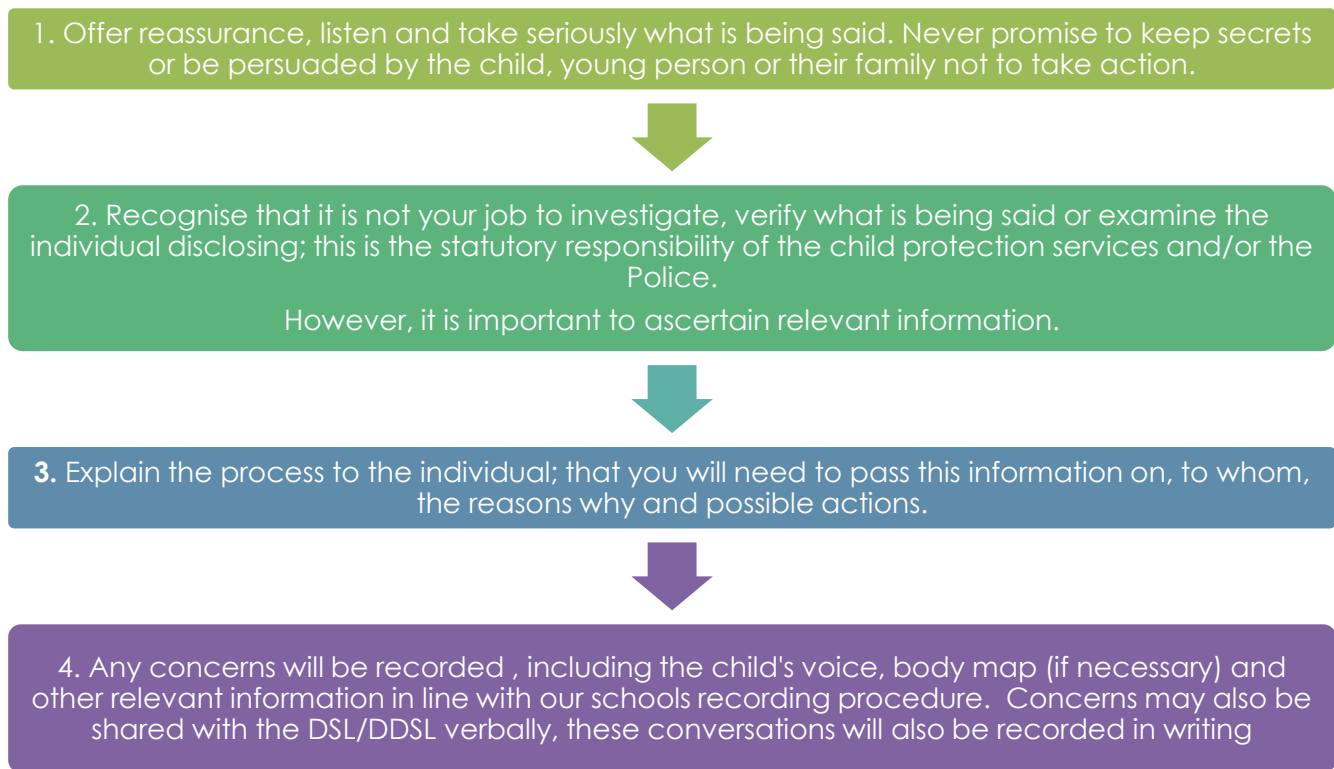 1. Offer reassurance, listen and take seriously what is being said. Never promise to keep secrets
or be persuaded by the child, young person or their family not to take action.
2. Recognise that it is not your job to investigate, verify what is being said or examine the
individual disclosing; this is the statutory responsibility of the child protection services and/or the
Police.
However, it is important to ascertain relevant information.
3. Explain the process to the individual; that you will need to pass this information on, to whom,
the reasons why and possible actions.
4. Any concerns will be recorded , including the child's voice, body map (if necessary) and
other relevant information in line with our schools recording procedure.  Concerns may also be
shared with the DSL/DDSL verbally, these conversations will also be recorded in writing